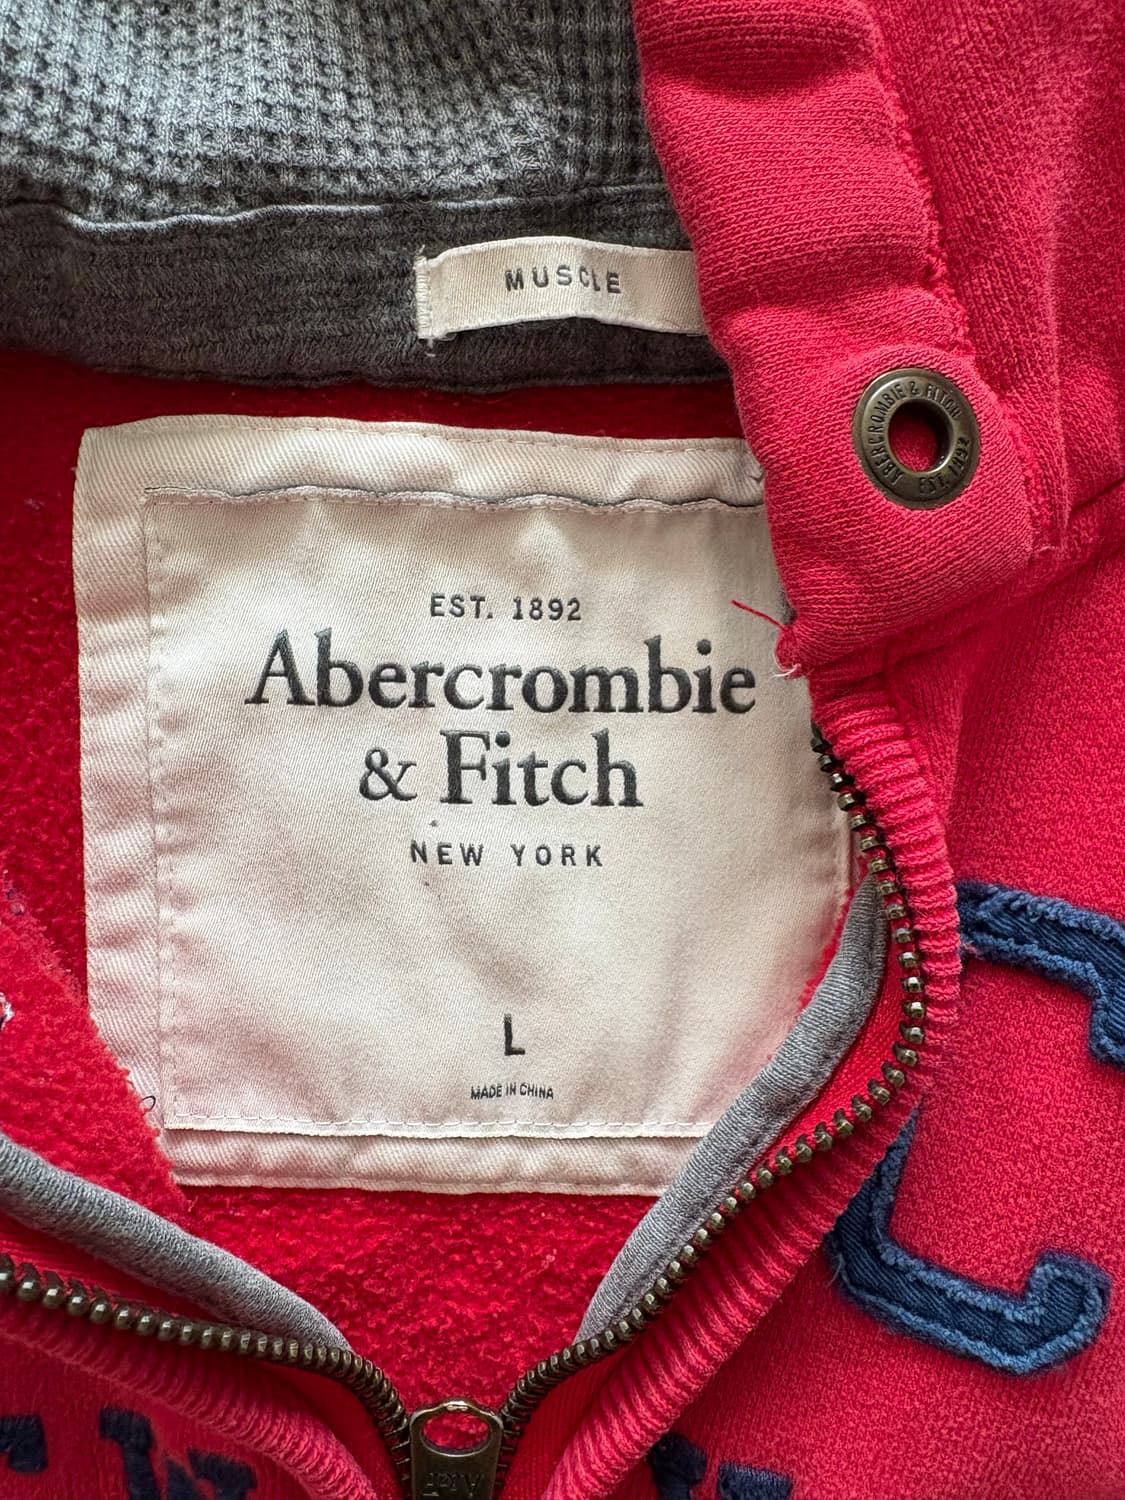 MUSCLE
ABERCROMBIE & FITCH
EST. 1892
EST. 1892
Abercrombie
& Fitch
NEW YORK
L
MADE IN CHINA
A&F